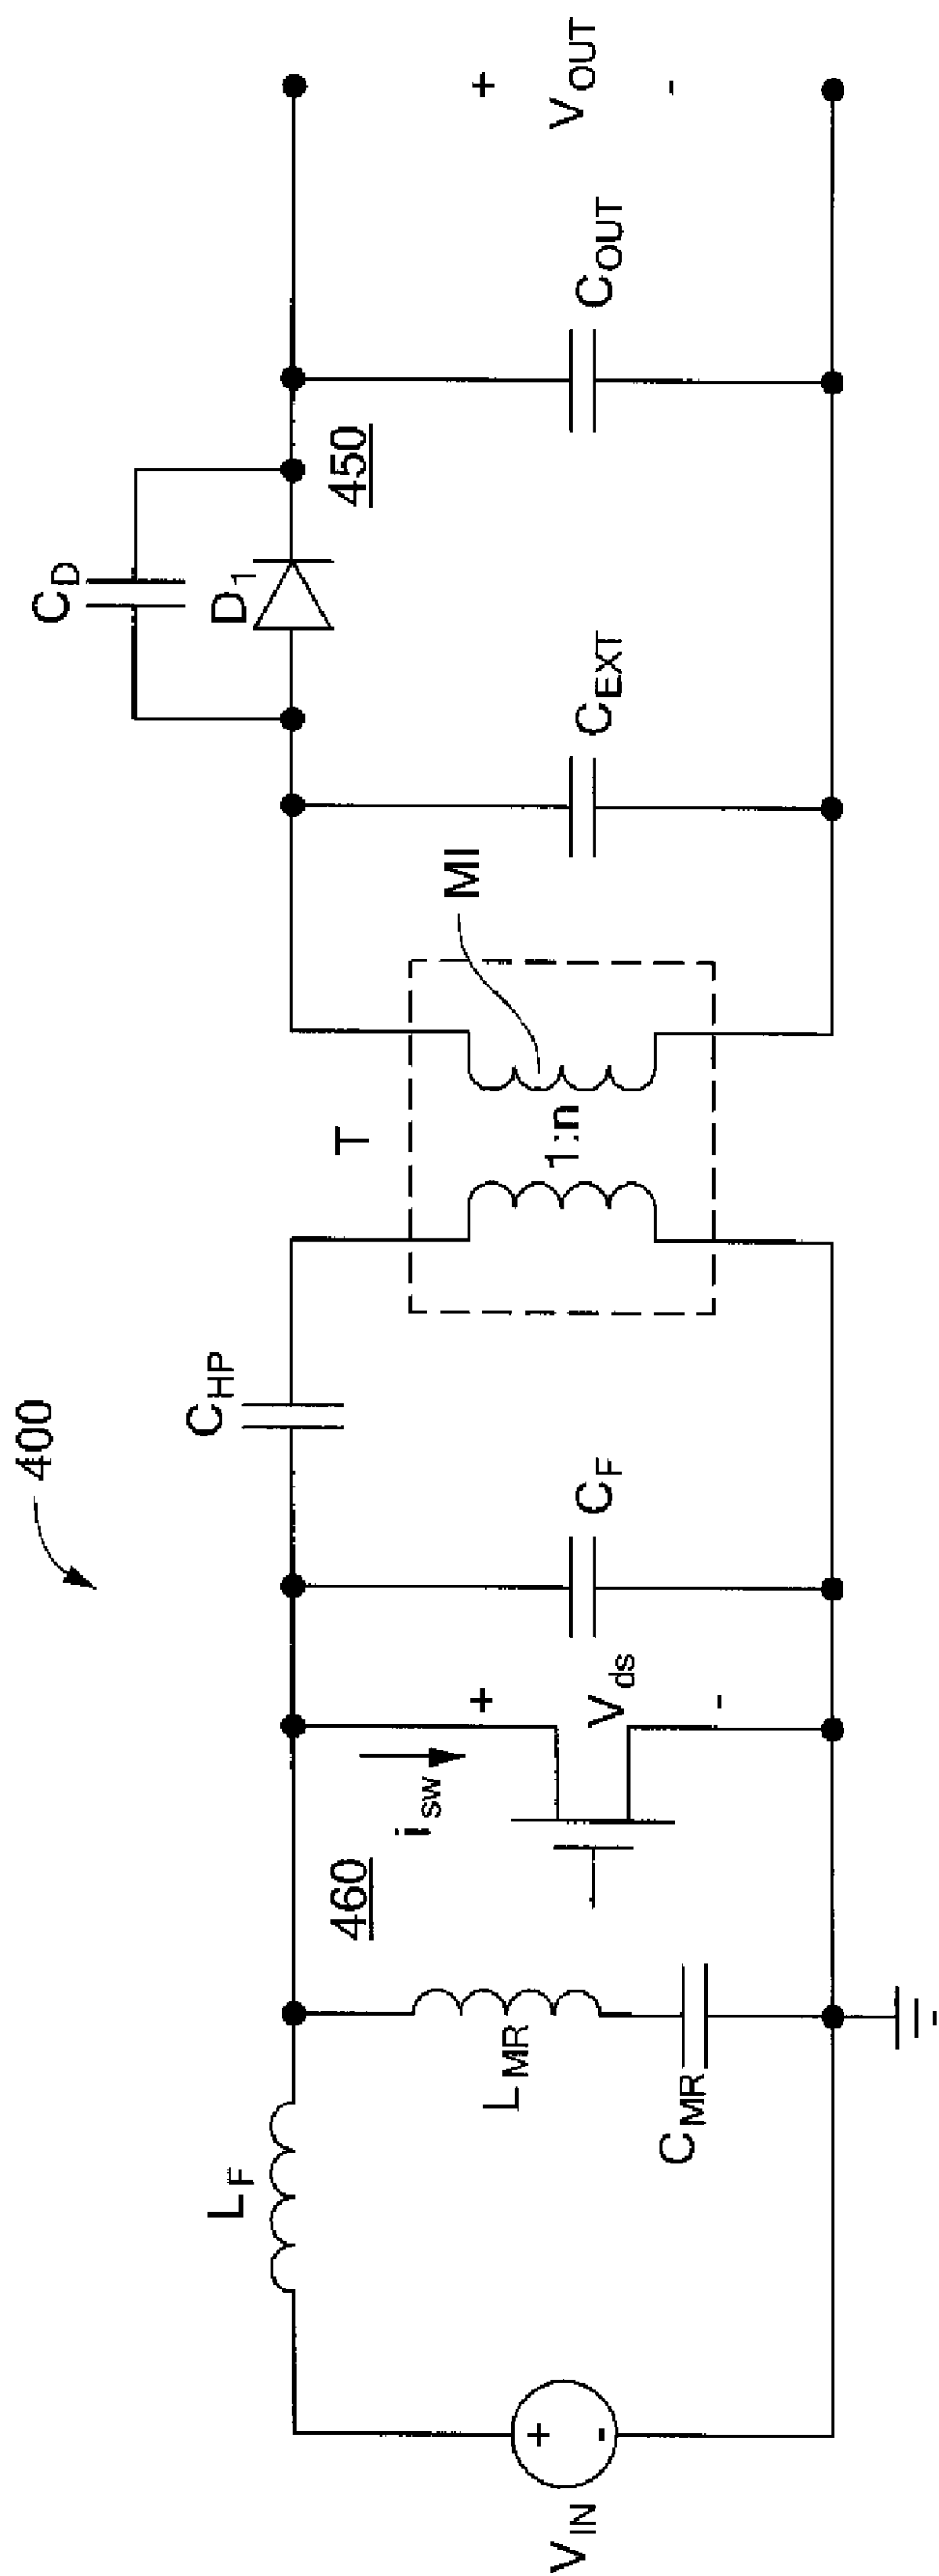 400
V_IN
+
-
L_F
L_MR
C_MR
460
i_sw
+
V_ds
-
C_F
C_HP
T
1:n
MI
C_EXT
C_D
D_1
450
C_OUT
+
V_OUT
-